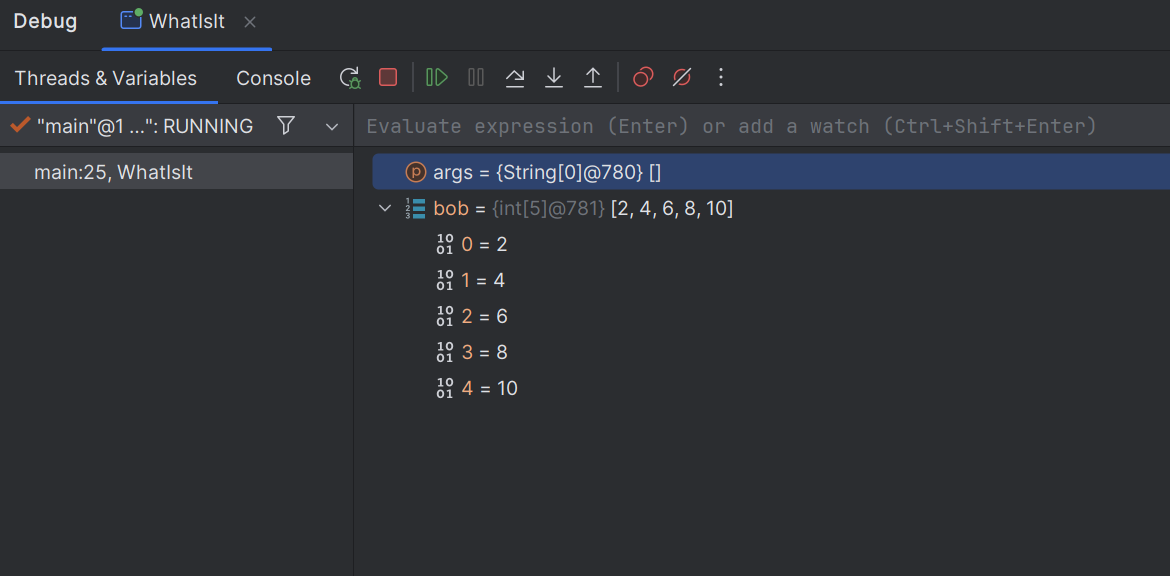 Debug WhatIsIt
Threads & Variables Console
"main"@1 ...": RUNNING Evaluate expression (Enter) or add a watch (Ctrl+Shift+Enter)
main:25, WhatIsIt p args = {String[0]@780} []
bob = {int[5]@781} [2, 4, 6, 8, 10]
0 = 2
1 = 4
2 = 6
3 = 8
4 = 10